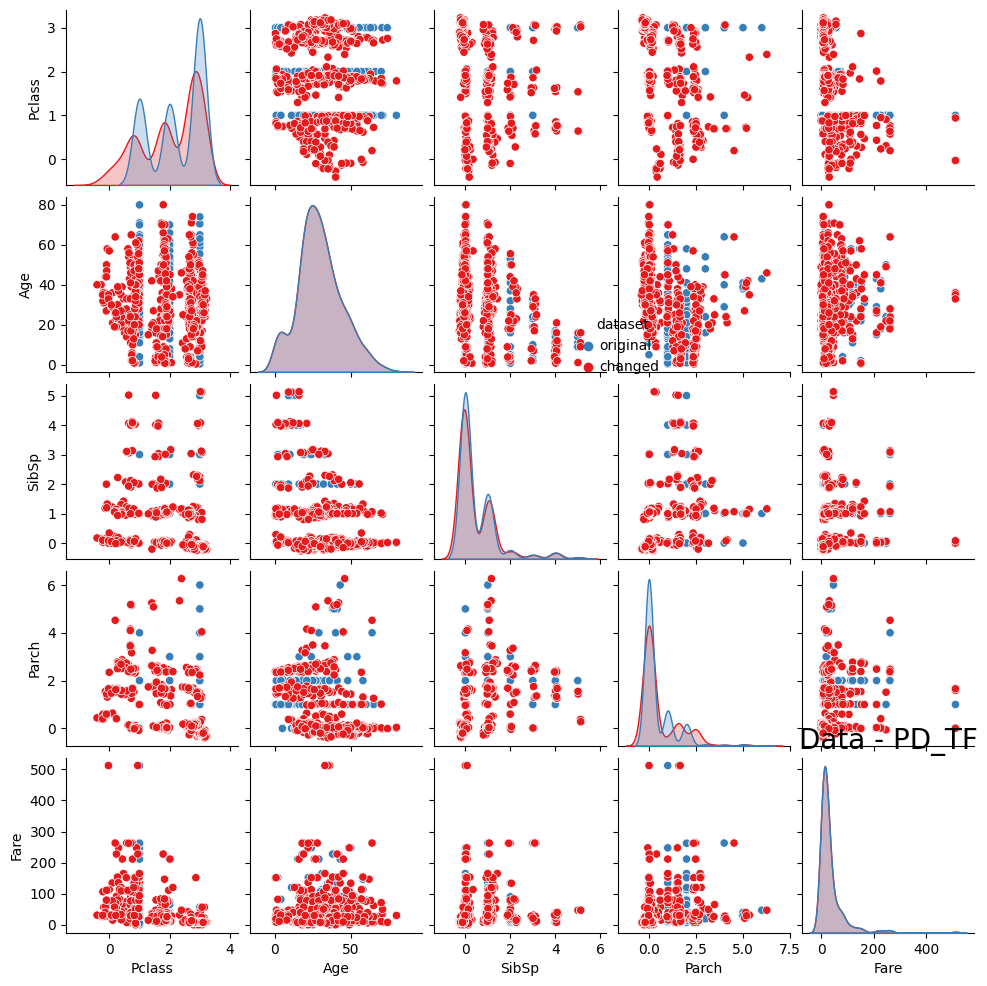 3
2
1
0
Pclass
80
60
40
20
0
Age
dataset
original
changed
5
4
3
2
1
0
SibSp
6
4
2
0
Parch
Data - PD_TF
500
400
300
200
100
0
Fare
0 2 4
0 50
0 2 4 6
0.0 2.5 5.0 7.5
0 200 400
Pclass Age SibSp Parch Fare